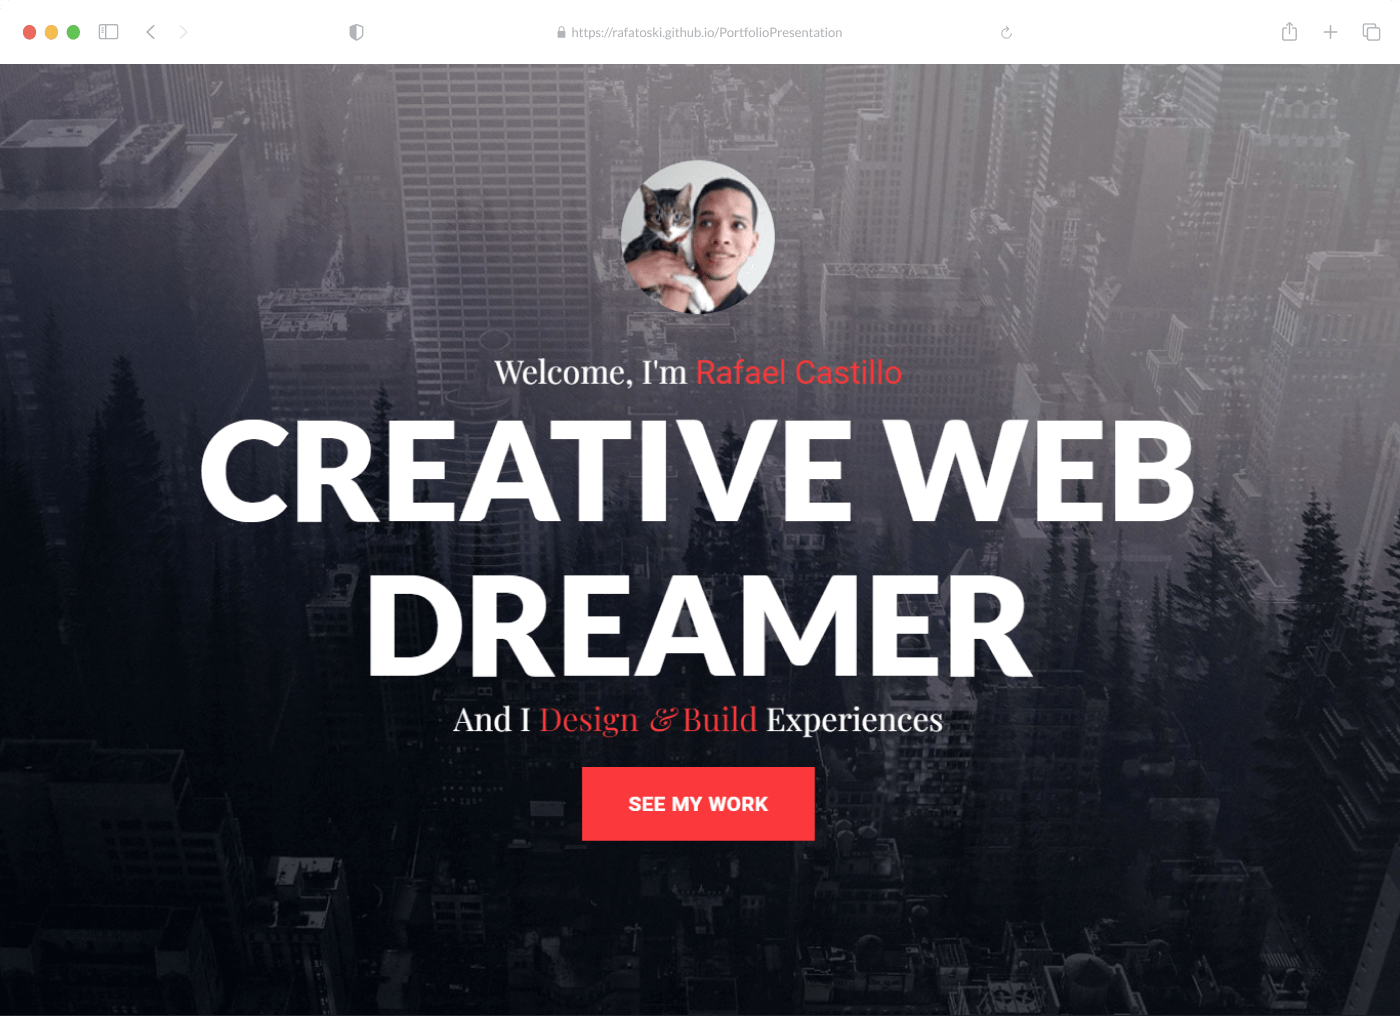 https://rafatoski.github.io/PortfolioPresentation
Welcome, I'm Rafael Castillo
CREATIVE WEB
DREAMER
And I Design & Build Experiences
SEE MY WORK